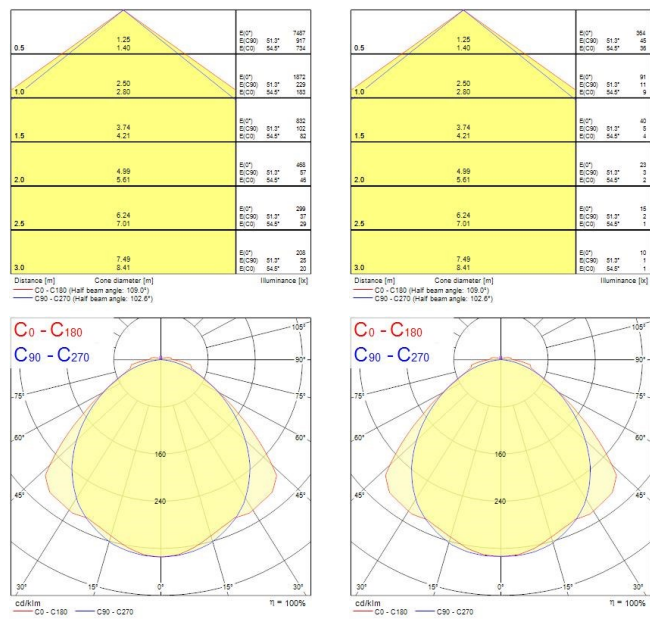 0.5 1.25 1.40 E(0°) 7487 E(C90) 51.3° 917 E(C0) 54.5° 734
1.0 2.50 2.80 E(0°) 1872 E(C90) 51.3° 229 E(C0) 54.5° 183
1.5 3.74 4.21 E(0°) 832 E(C90) 51.3° 102 E(C0) 54.5° 82
2.0 4.99 5.61 E(0°) 468 E(C90) 51.3° 57 E(C0) 54.5° 46
2.5 6.24 7.01 E(0°) 299 E(C90) 51.3° 37 E(C0) 54.5° 29
3.0 7.49 8.41 E(0°) 208 E(C90) 51.3° 25 E(C0) 54.5° 20
Distance [m] Cone diameter [m] Illuminance [lx]
C0 - C180 (Half beam angle: 109.0°)
C90 - C270 (Half beam angle: 102.6°)
0.5 1.25 1.40 E(0°) 364 E(C90) 51.3° 45 E(C0) 54.5° 36
1.0 2.50 2.80 E(0°) 91 E(C90) 51.3° 11 E(C0) 54.5° 9
1.5 3.74 4.21 E(0°) 40 E(C90) 51.3° 5 E(C0) 54.5° 4
2.0 4.99 5.61 E(0°) 23 E(C90) 51.3° 3 E(C0) 54.5° 2
2.5 6.24 7.01 E(0°) 15 E(C90) 51.3° 2 E(C0) 54.5° 1
3.0 7.49 8.41 E(0°) 10 E(C90) 51.3° 1 E(C0) 54.5° 1
Distance [m] Cone diameter [m] Illuminance [lx]
C0 - C180 (Half beam angle: 109.0°)
C90 - C270 (Half beam angle: 102.6°)
C0 - C180
C90 - C270
105°
90°
75° 75°
60° 60°
160
45° 45°
240
30° 15° 0° 15° 30°
cd/klm η = 100%
C0 - C180 C90 - C270
C0 - C180
C90 - C270
105°
90°
75° 75°
60° 60°
160
45° 45°
240
30° 15° 0° 15° 30°
cd/klm η = 100%
C0 - C180 C90 - C270